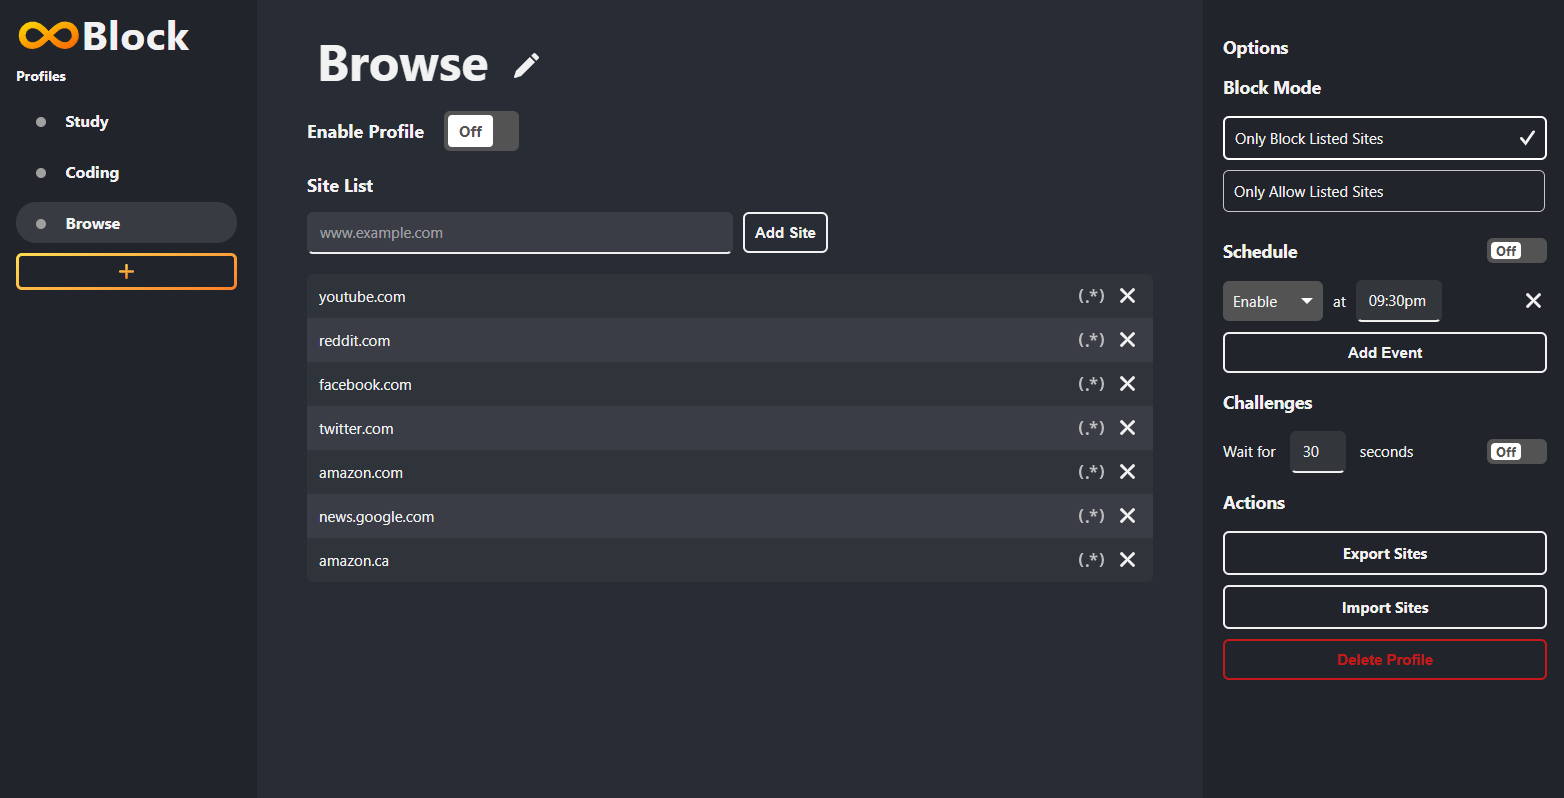 Block
Profiles
Study
Coding
Browse
+
Browse
Enable Profile Off
Site List
www.example.com Add Site
youtube.com (.*)
reddit.com (.*)
facebook.com (.*)
twitter.com (.*)
amazon.com (.*)
news.google.com (.*)
amazon.ca (.*)
Options
Block Mode
Only Block Listed Sites
Only Allow Listed Sites
Schedule Off
Enable at 09:30pm
Add Event
Challenges
Wait for 30 seconds Off
Actions
Export Sites
Import Sites
Delete Profile